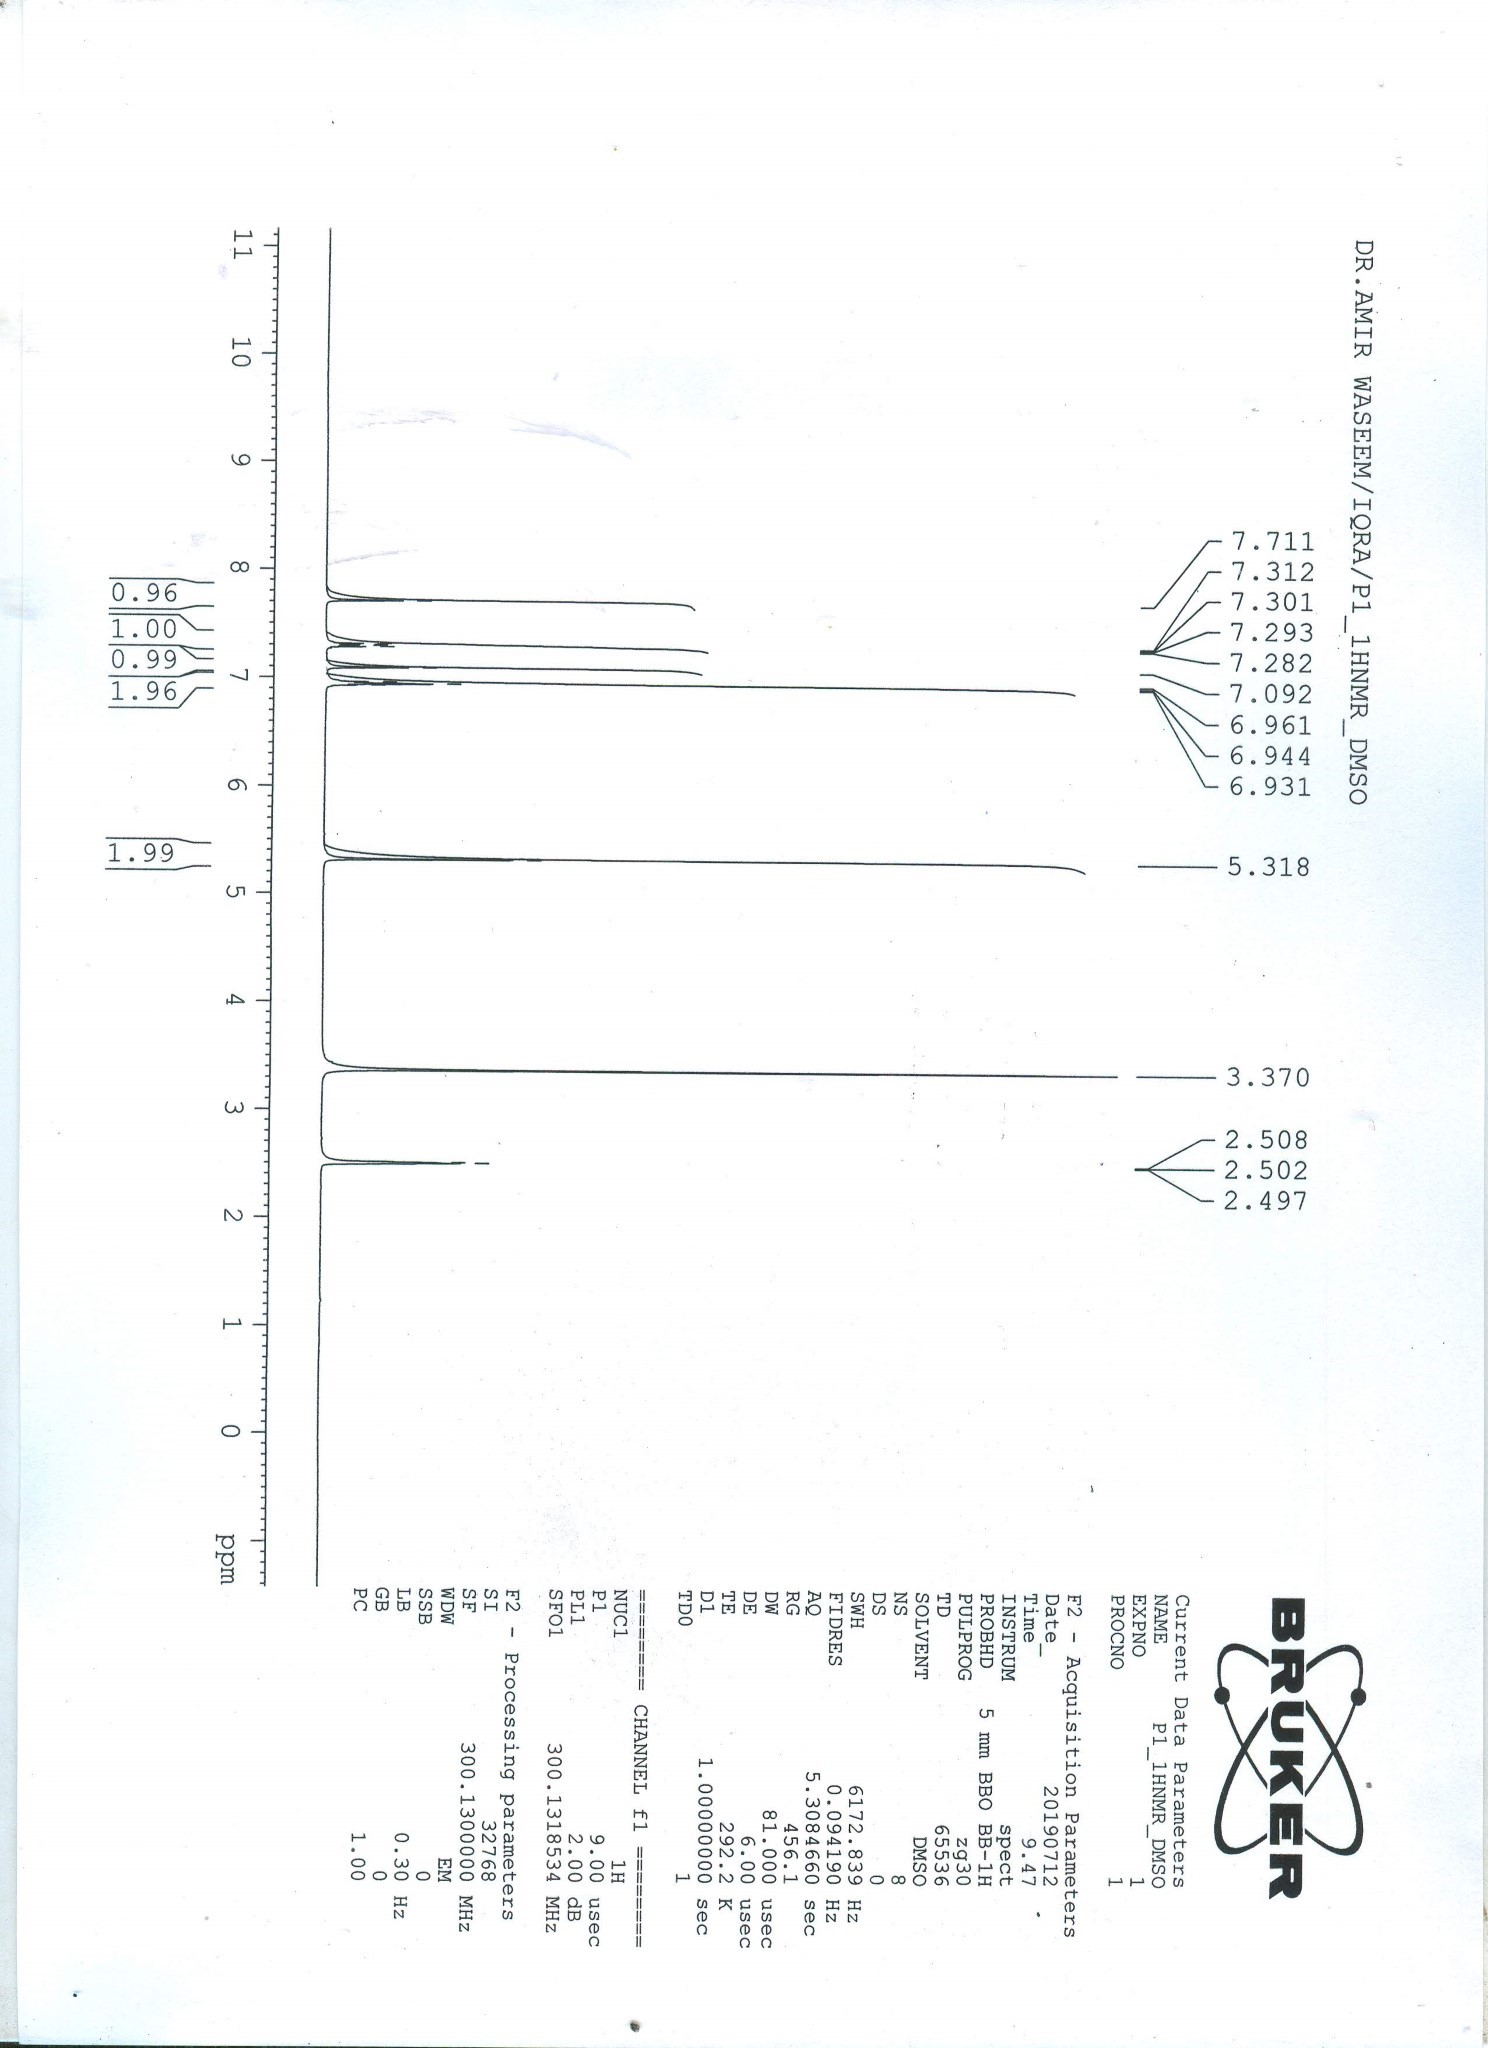 DR.AMIR WASEEM/IQRA/P1_1HNMR_DMSO
7.711
7.312
7.301
7.293
7.282
7.092
6.961
6.944
6.931
5.318
3.370
2.508
2.502
2.497
11 10 9 8 7 6 5 4 3 2 1 0 ppm
0.96
1.00
0.99
1.96
1.99
BRUKER
Current Data Parameters
NAME P1_1HNMR_DMSO
EXPNO 1
PROCNO 1
F2 - Acquisition Parameters
Date_ 20190712
Time 9.47
INSTRUM spect
PROBHD 5 mm BBO BB-1H
PULPROG zg30
TD 65536
SOLVENT DMSO
NS 8
DS 0
SWH 6172.839 Hz
FIDRES 0.094190 Hz
AQ 5.3084660 sec
RG 456.1
DW 81.000 usec
DE 6.00 usec
TE 292.2 K
D1 1.00000000 sec
TD0 1
======== CHANNEL f1 ========
NUC1 1H
P1 9.00 usec
PL1 2.00 dB
SFO1 300.1318534 MHz
F2 - Processing parameters
SI 32768
SF 300.1300000 MHz
WDW EM
SSB 0
LB 0.30 Hz
GB 0
PC 1.00